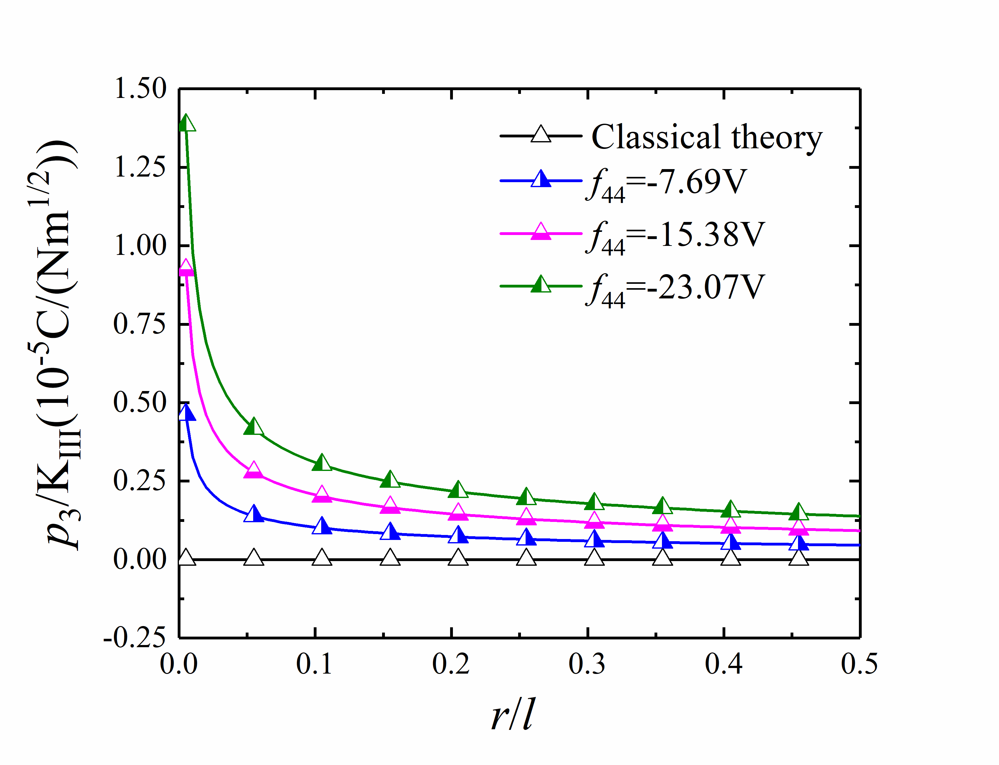 1.50
1.25
1.00
0.75
0.50
0.25
0.00
-0.25
0.0 0.1 0.2 0.3 0.4 0.5
r/l
p3/KIII(10-5C/(Nm1/2))
Classical theory
f44=-7.69V
f44=-15.38V
f44=-23.07V